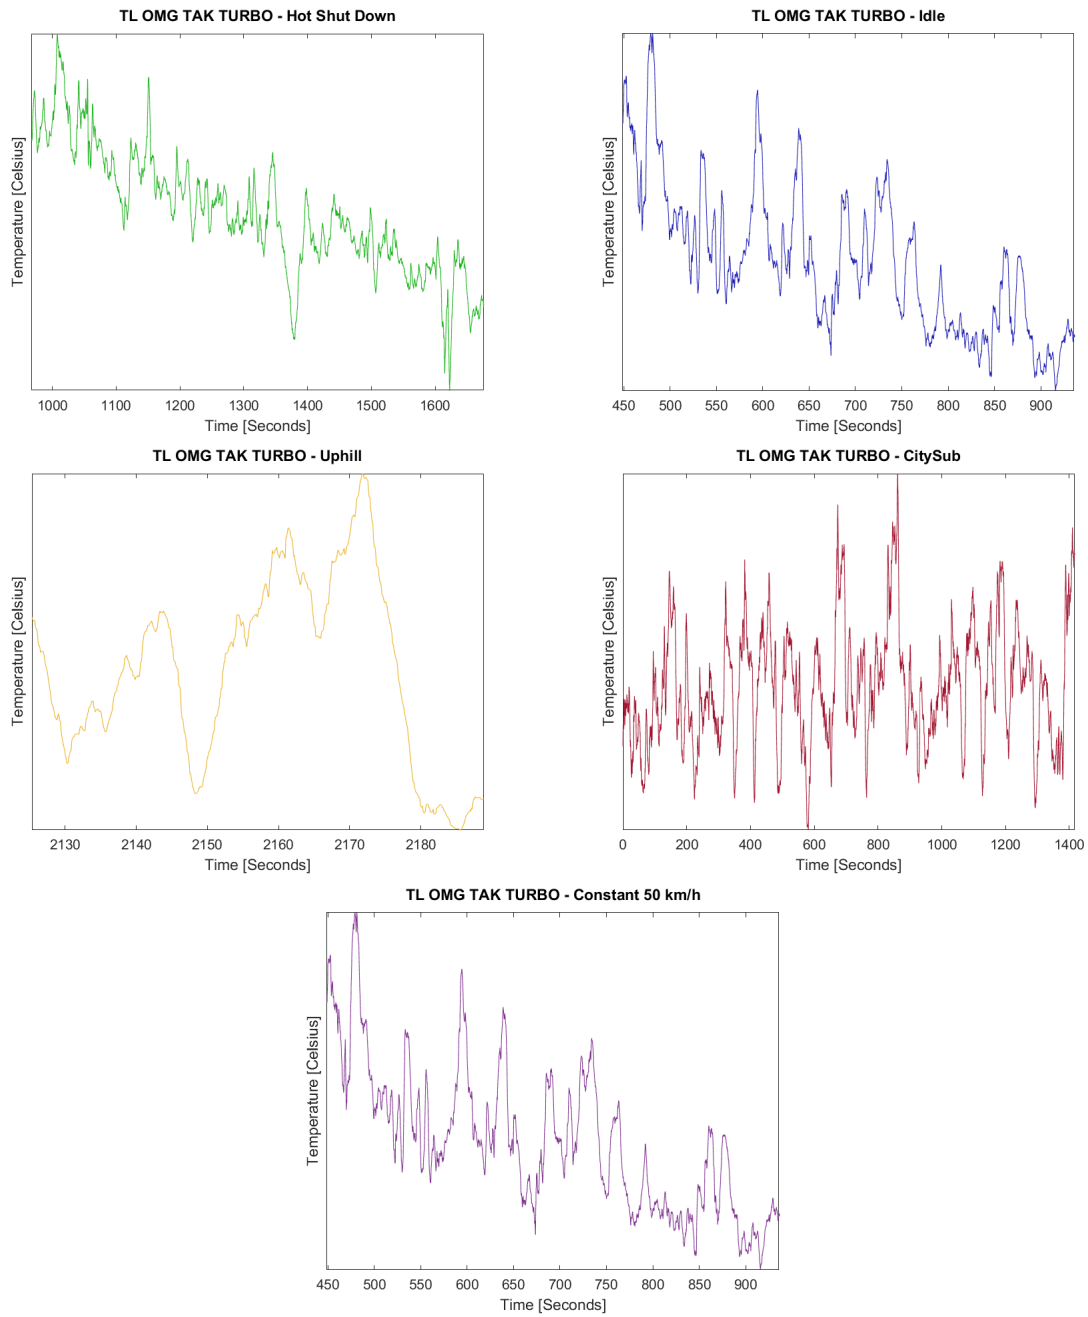 TL OMG TAK TURBO - Hot Shut Down
Temperature [Celsius]
1000 1100 1200 1300 1400 1500 1600
Time [Seconds]
TL OMG TAK TURBO - Idle
Temperature [Celsius]
450 500 550 600 650 700 750 800 850 900
Time [Seconds]
TL OMG TAK TURBO - Uphill
Temperature [Celsius]
2130 2140 2150 2160 2170 2180
Time [Seconds]
TL OMG TAK TURBO - CitySub
Temperature [Celsius]
0 200 400 600 800 1000 1200 1400
Time [Seconds]
TL OMG TAK TURBO - Constant 50 km/h
Temperature [Celsius]
450 500 550 600 650 700 750 800 850 900
Time [Seconds]